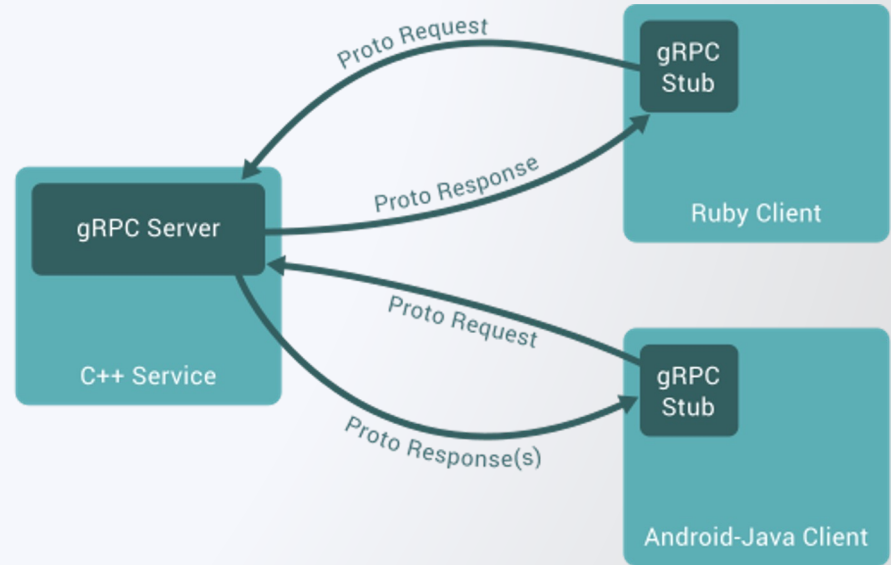 Proto Request
gRPC
Stub
Proto Response
Ruby Client
gRPC Server
C++ Service
Proto Request
gRPC
Stub
Proto Response(s)
Android-Java Client